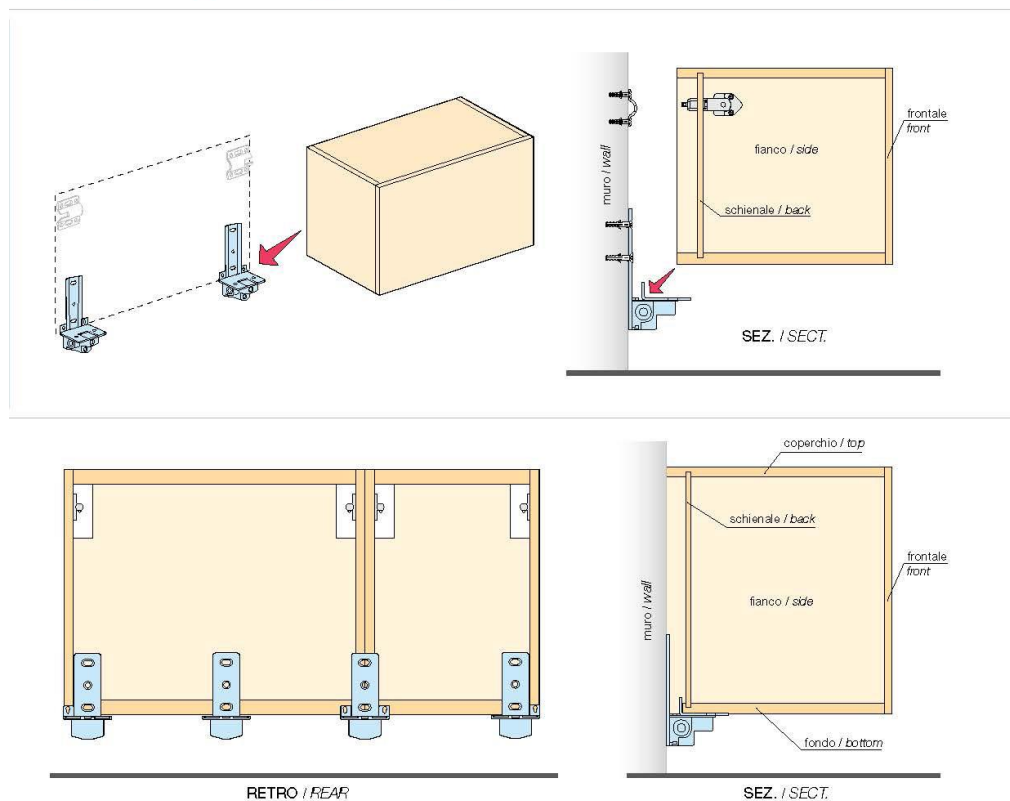 frontale
front
fianco / side
muro / wall
schienale / back
SEZ. / SECT.
coperchio / top
schienale / back
frontale
front
muro / wall
fianco / side
fondo / bottom
RETRO / REAR
SEZ. / SECT.